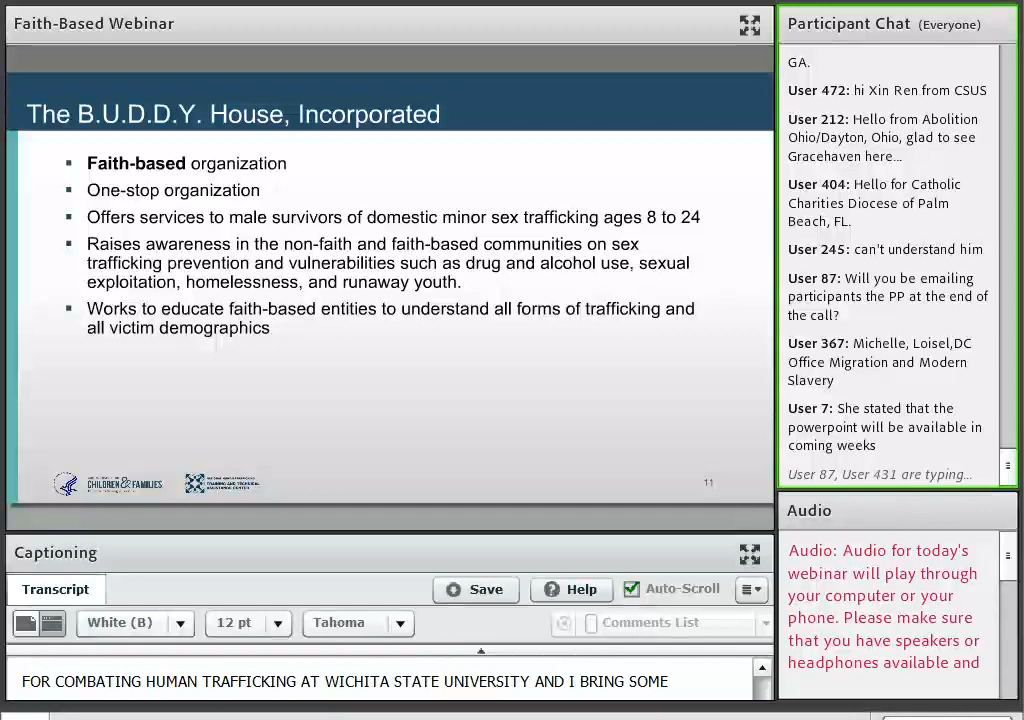 Faith-Based Webinar
The B.U.D.D.Y. House, Incorporated
Faith-based organization
One-stop organization
Offers services to male survivors of domestic minor sex trafficking ages 8 to 24
Raises awareness in the non-faith and faith-based communities on sex
trafficking prevention and vulnerabilities such as drug and alcohol use, sexual
exploitation, homelessness, and runaway youth.
Works to educate faith-based entities to understand all forms of trafficking and
all victim demographics
CHILDREN & FAMILIES
TRAINING AND TECHNICAL
ASSISTANCE CENTER
11
Captioning
Transcript
Save
Help
Auto-Scroll
White (B)
12 pt
Tahoma
Comments List
FOR COMBATING HUMAN TRAFFICKING AT WICHITA STATE UNIVERSITY AND I BRING SOME
Participant Chat (Everyone)
GA.
User 472: hi Xin Ren from CSUS
User 212: Hello from Abolition
Ohio/Dayton, Ohio, glad to see
Gracehaven here...
User 404: Hello for Catholic
Charities Diocese of Palm
Beach, FL.
User 245: can't understand him
User 87: Will you be emailing
participants the PP at the end of
the call?
User 367: Michelle, Loisel,DC
Office Migration and Modern
Slavery
User 7: She stated that the
powerpoint will be available in
coming weeks
User 87, User 431 are typing...
Audio
Audio: Audio for today's
webinar will play through
your computer or your
phone. Please make sure
that you have speakers or
headphones available and